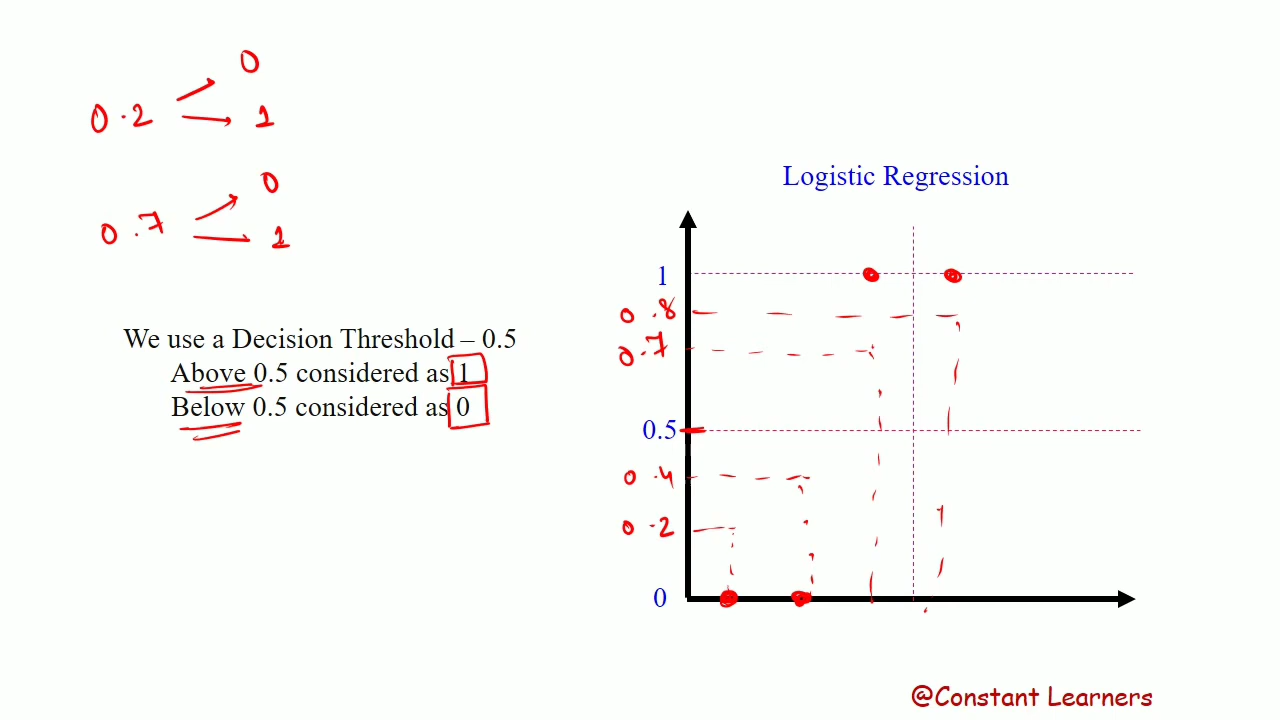 0
0.2
1
0
0.7
1
We use a Decision Threshold – 0.5
Above 0.5 considered as 1
Below 0.5 considered as 0
Logistic Regression
1
0.8
0.7
0.5
0.4
0.2
0
@Constant Learners